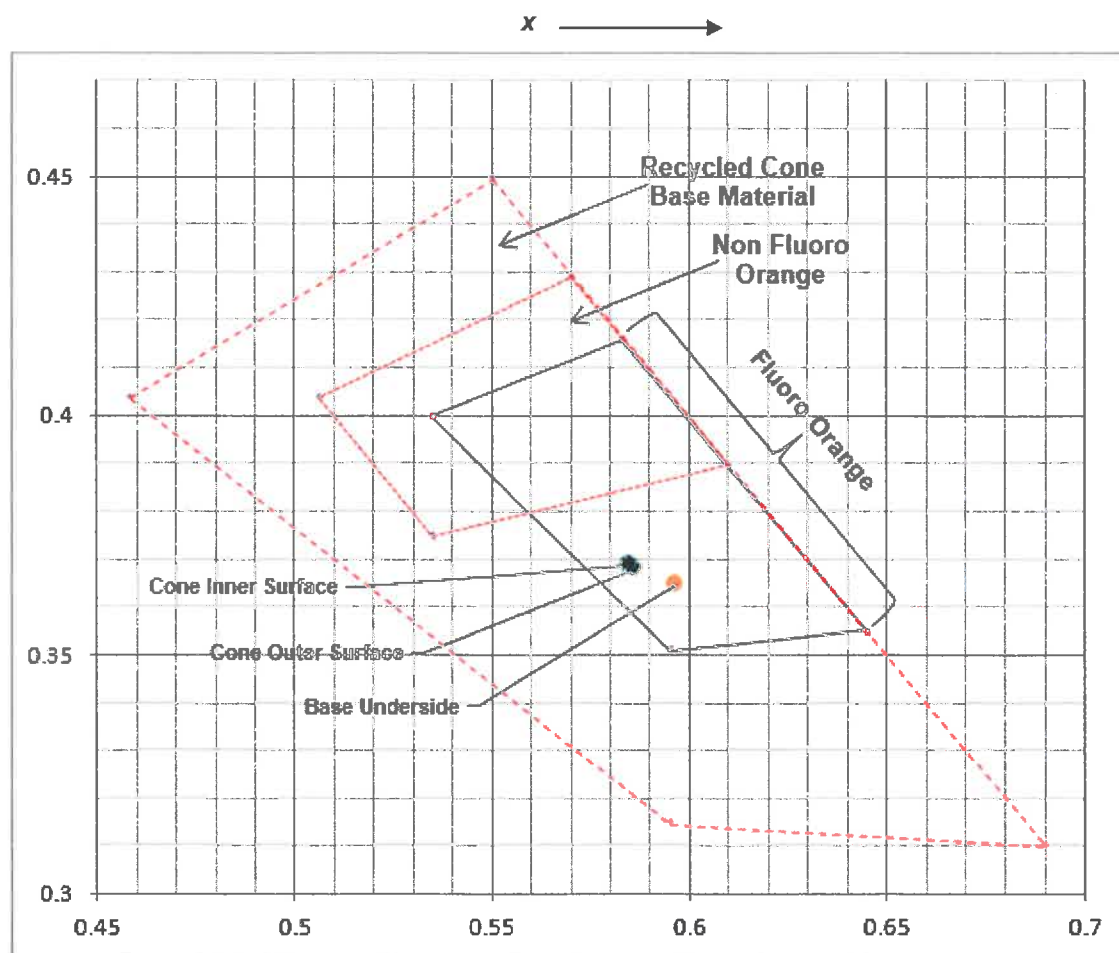 x
0.45
Recycled Cone
Base Material
Non Fluoro
Orange
Fluoro Orange
0.4
Cone Inner Surface
0.35
Cone Outer Surface
Base Underside
0.3
0.45
0.5
0.55
0.6
0.65
0.7